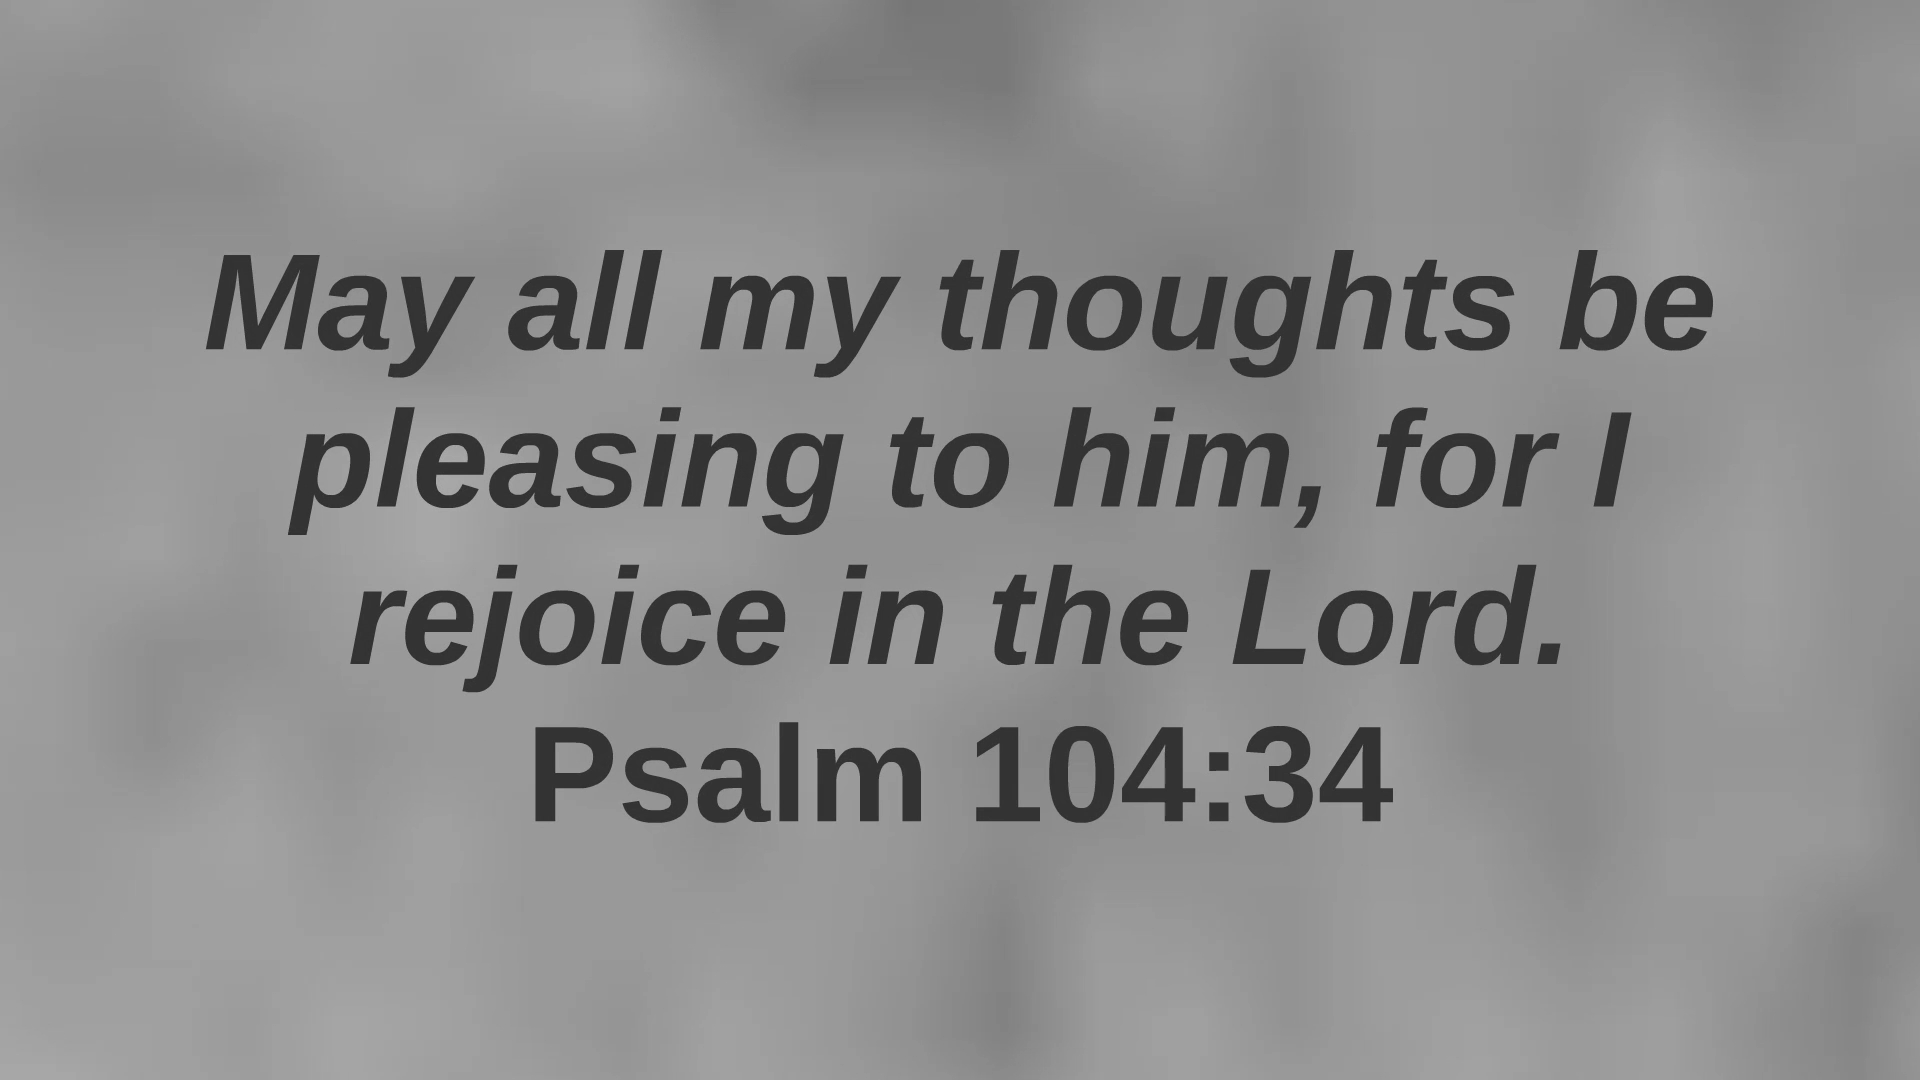 May all my thoughts be
pleasing to him, for I
rejoice in the Lord.
Psalm 104:34